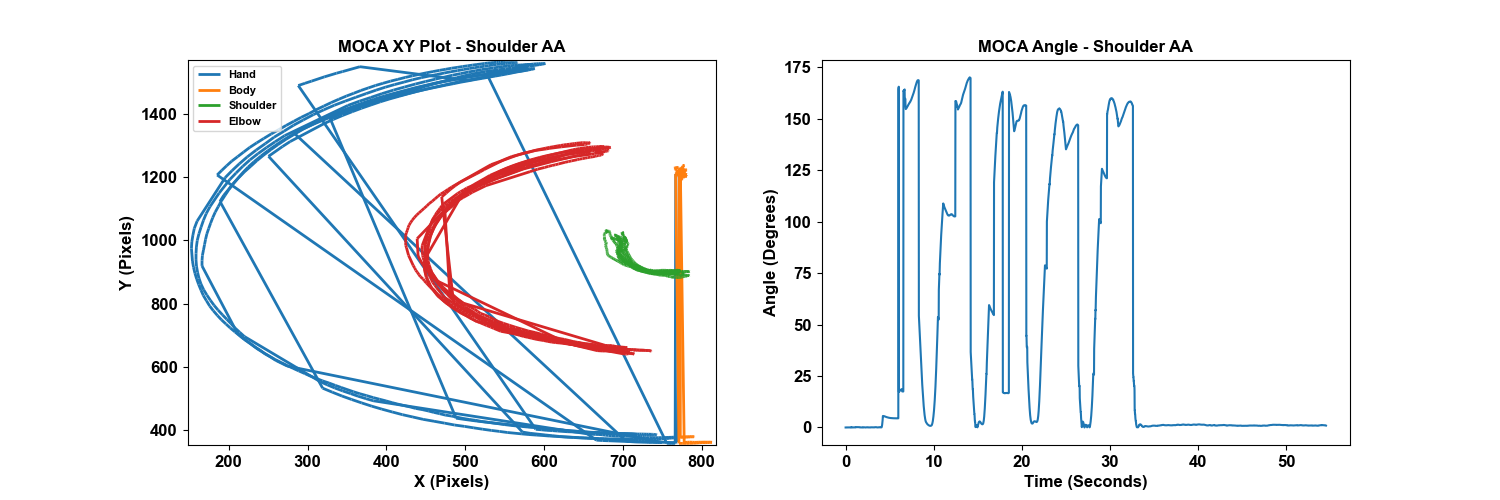 MOCA XY Plot - Shoulder AA
Hand
Body
Shoulder
Elbow
Y (Pixels)
1400
1200
1000
800
600
400
200 300 400 500 600 700 800
X (Pixels)
MOCA Angle - Shoulder AA
Angle (Degrees)
175
150
125
100
75
50
25
0
0 10 20 30 40 50
Time (Seconds)